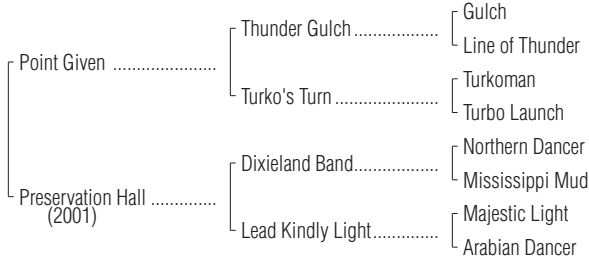 Gulch
Thunder Gulch ..................
Line of Thunder
Point Given ......................
Turkoman
Turko's Turn ......................
Turbo Launch
Northern Dancer
Dixieland Band..................
Mississippi Mud
Preservation Hall ..............
(2001)
Majestic Light
Lead Kindly Light..............
Arabian Dancer